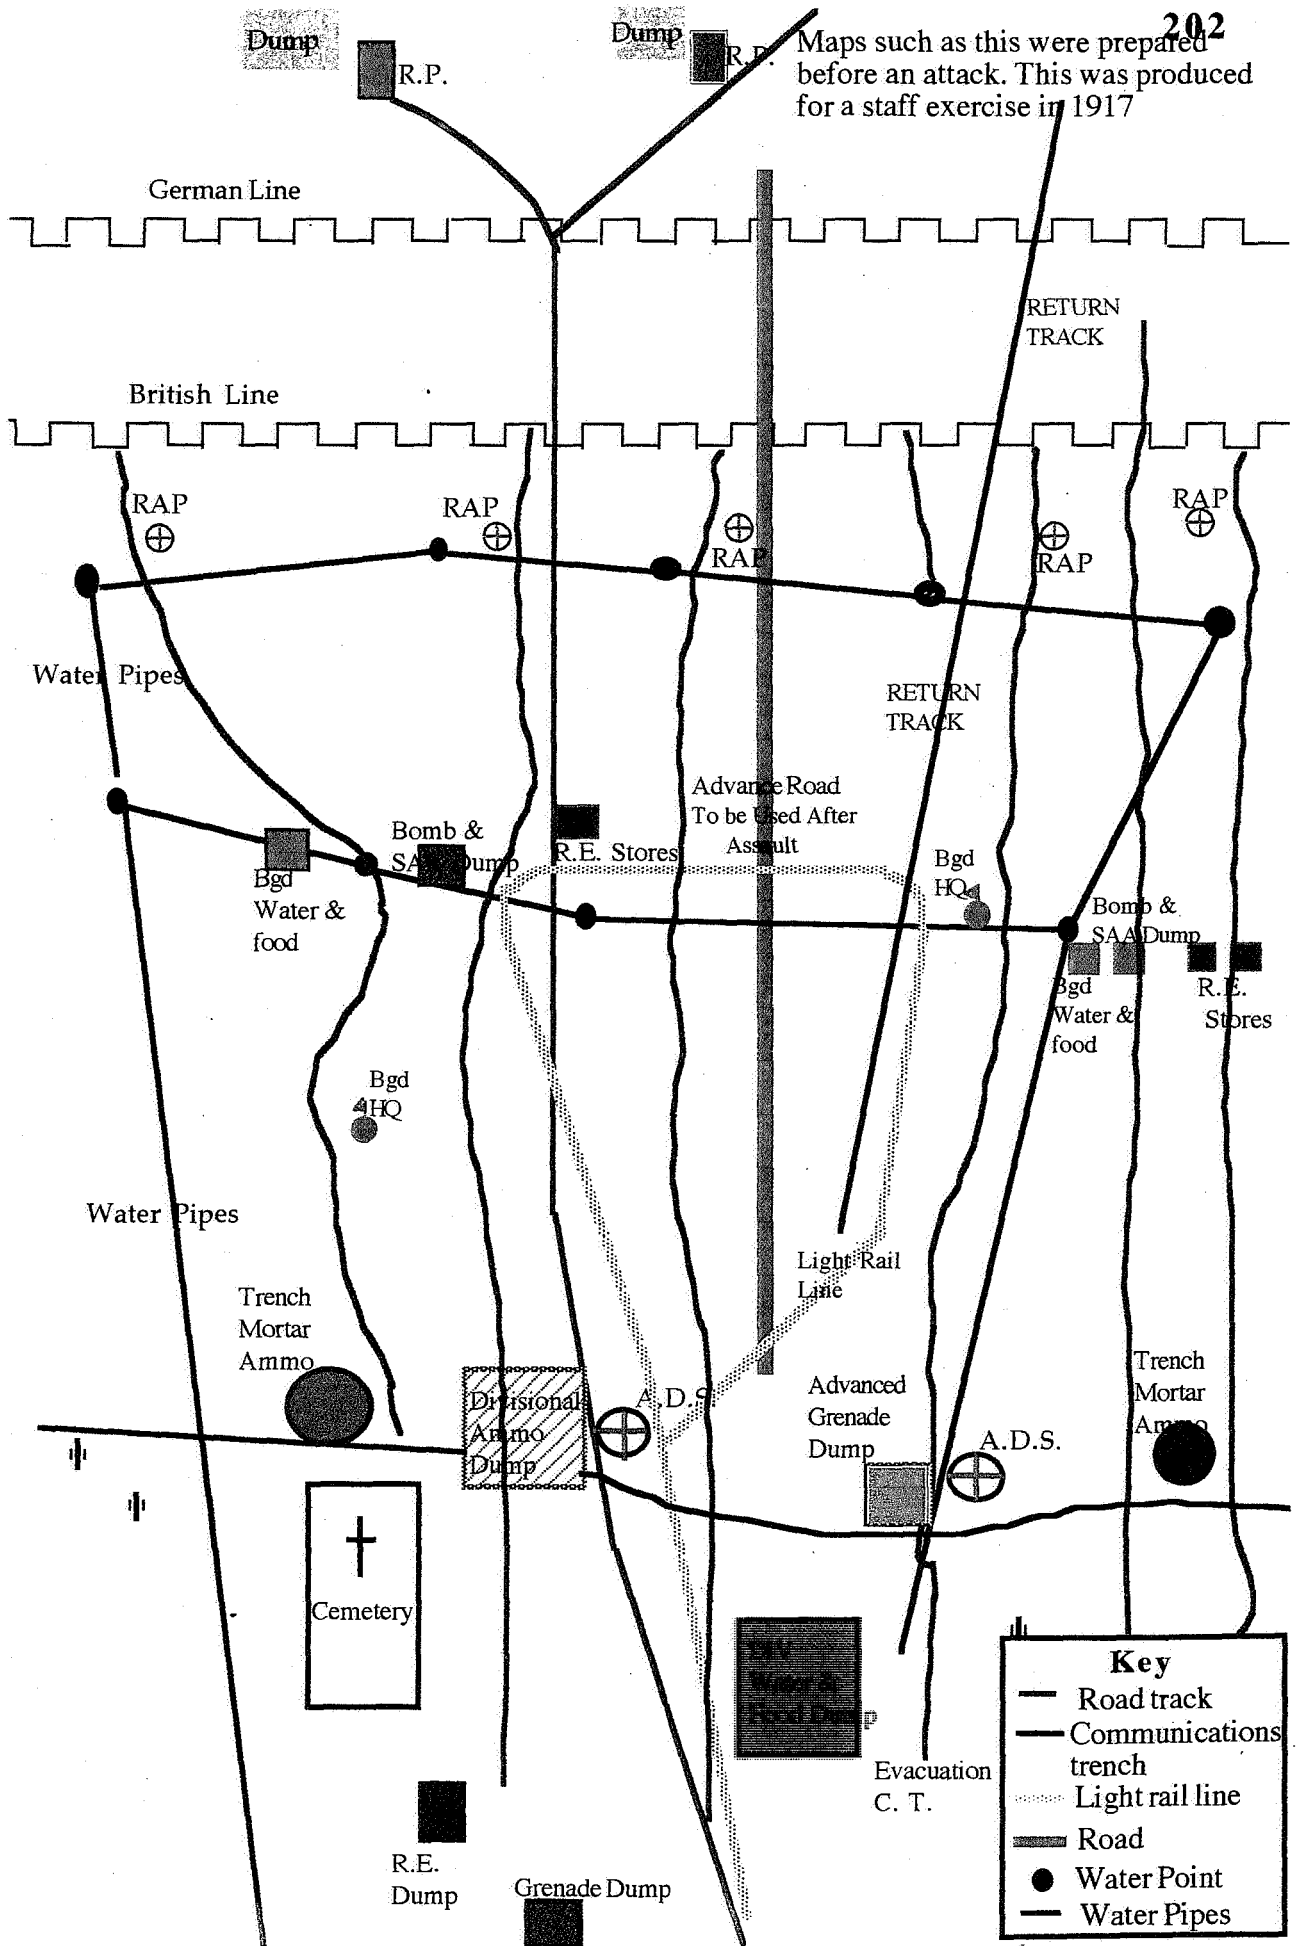 202
Dump
R.P.
Dump
R.P.
Maps such as this were prepared
before an attack. This was produced
for a staff exercise in 1917
German Line
RETURN
TRACK
British Line
RAP
RAP
RAP
RAP
RAP
Water Pipes
RETURN
TRACK
Advance Road
To be Used After
Assault
Bomb &
SAA Dump
R.E. Stores
Bgd
Water &
food
Bgd
HQ
Bomb &
SAA Dump
Bgd
Water &
food
R.E.
Stores
Bgd
HQ
Water Pipes
Light Rail
Line
Trench
Mortar
Ammo
Divisional
Ammo
Dump
A.D.S.
Advanced
Grenade
Dump
A.D.S.
Trench
Mortar
Ammo
Cemetery
DIV
Water &
Food Dump
Evacuation
C. T.
R.E.
Dump
Grenade Dump
Key
Road track
Communications
trench
Light rail line
Road
Water Point
Water Pipes